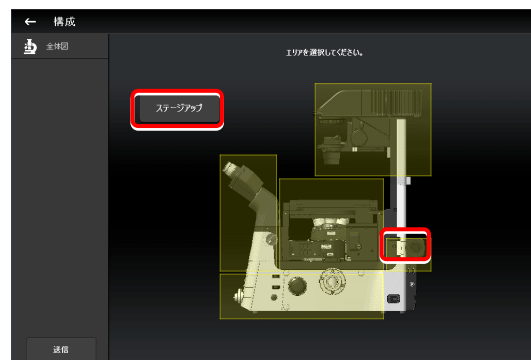 ← 構成
全体図
エリアを選択してください。
ステージアップ
送信